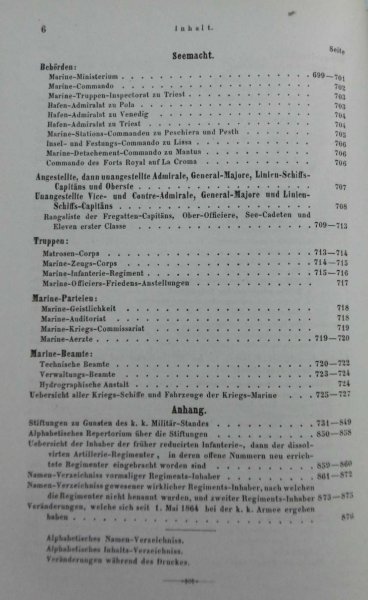 6
Inhalt.
Seite
Seemacht.
Behörden:
Marine-Ministerium 699—701
Marine-Commando 702
Marine-Truppen-Inspectorat zu Triest 703
Hafen-Admiralat zu Pola 703
Hafen-Admiralat zu Venedig 704
Hafen-Admiralat zu Triest 704
Marine-Stations-Commanden zu Peschiera und Pesth 705
Insel- und Festungs-Commando zu Lissa 706
Marine-Detachement-Commando zu Mantua 706
Commando des Forts Royal auf La Croma 706
Angestellte, dann unangestellte Admirale, General-Majore, Linien-Schiffs-
Capitäns und Oberste 707
Unangestellte Vice- und Contre-Admirale, General-Majore und Linien-
Schiffs-Capitäns 708
Rangsliste der Fregatten-Capitäns, Ober-Officiere, See-Cadeten und
Eleven erster Classe 709—713
Truppen:
Matrosen-Corps 713—714
Marine-Zeugs-Corps 714—715
Marine-Infanterie-Regiment 715—716
Marine-Officiers-Friedens-Anstellungen 717
Marine-Parteien:
Marine-Geistlichkeit 718
Marine-Auditoriat 718
Marine-Kriegs-Commissariat 719
Marine-Aerzte 719—720
Marine-Beamte:
Technische Beamte 720—722
Verwaltungs-Beamte 723—724
Hydrographische Anstalt 724
Uebersicht aller Kriegs-Schiffe und Fahrzeuge der Kriegs-Marine 725—727
Anhang.
Stiftungen zu Gunsten des k. k. Militär-Standes 731—849
Alphabetisches Repertorium über die Stiftungen 850—858
Uebersicht der Inhaber der früher reducirten Infanterie-, dann der dissol-
virten Artillerie-Regimenter, in deren offene Nummern neu errich-
tete Regimenter eingebracht worden sind 859—860
Namen-Verzeichniss vormaliger Regiments-Inhaber 861—872
Namen-Verzeichniss gewesener wirklicher Regiments-Inhaber, nach welchen
die Regimenter nicht benannt wurden, und zweiter Regiments-Inhaber 873—875
Veränderungen, welche sich seit 1. Mai 1864 bei der k. k. Armee ergeben
haben 876
Alphabetisches Namen-Verzeichniss.
Alphabetisches Inhalts-Verzeichniss.
Veränderungen während des Druckes.